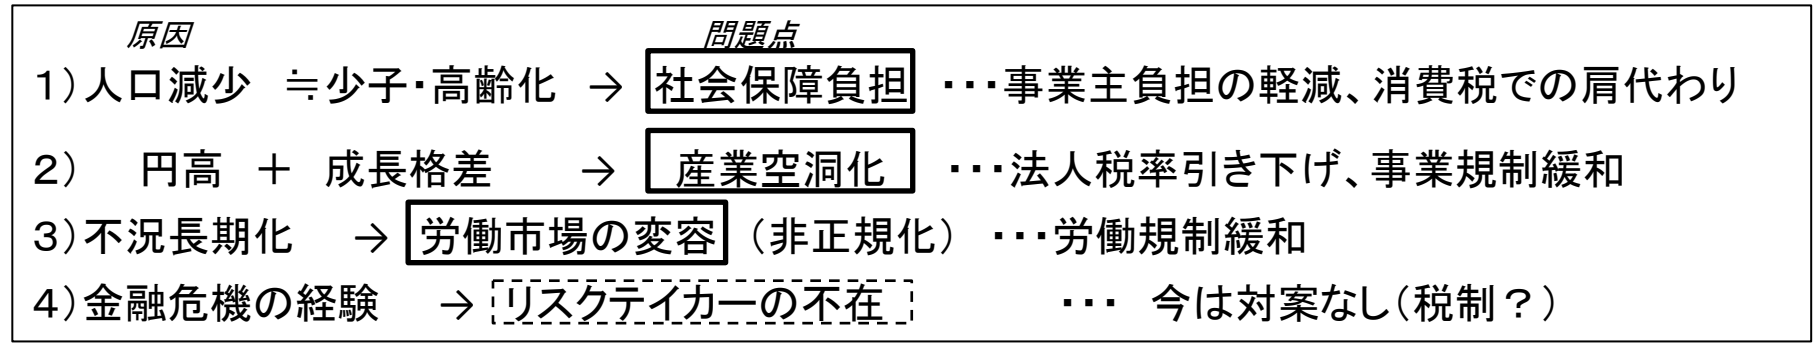 原因　問題点
1)人口減少　≒少子・高齢化　→　社会保障負担　・・・事業主負担の軽減、消費税での肩代わり
2)　円高　＋　成長格差　→　産業空洞化　・・・法人税率引き下げ、事業規制緩和
3)不況長期化　→　労働市場の変容（非正規化）・・・労働規制緩和
4)金融危機の経験　→　リスクテイカーの不在　・・・　今は対案なし（税制？）